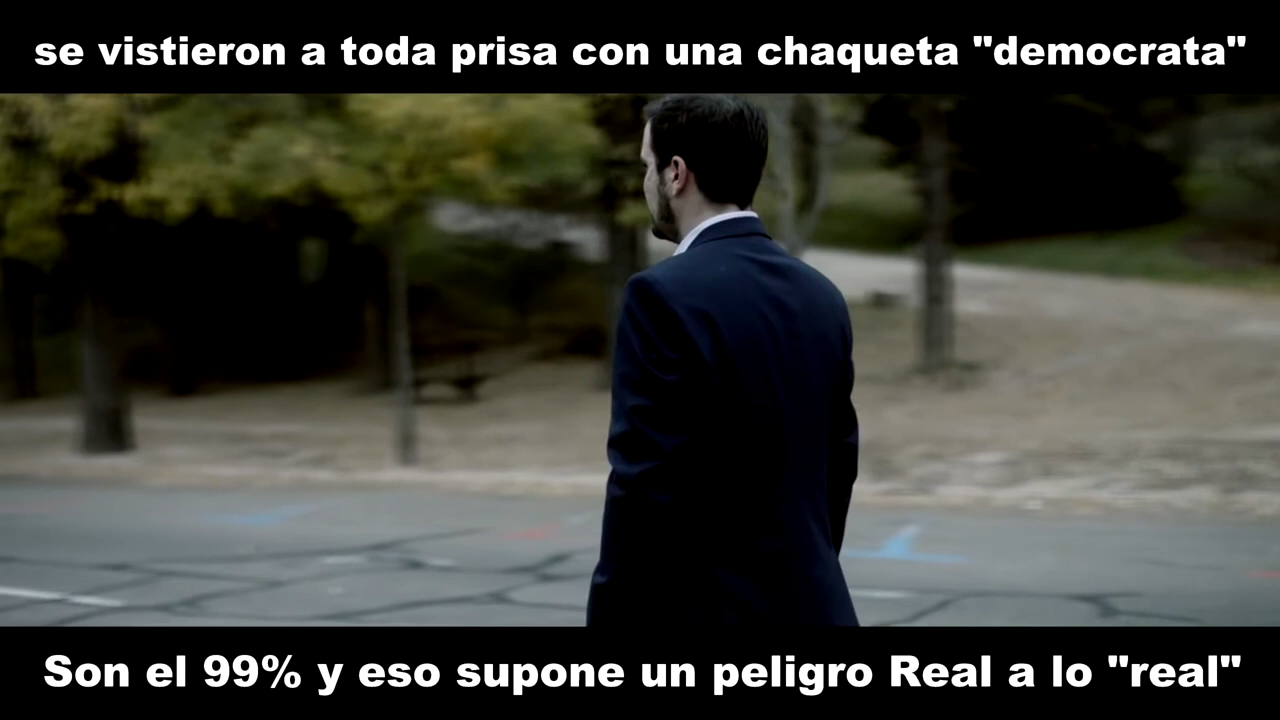 se vistieron a toda prisa con una chaqueta "democrata"
Son el 99% y eso supone un peligro Real a lo "real"